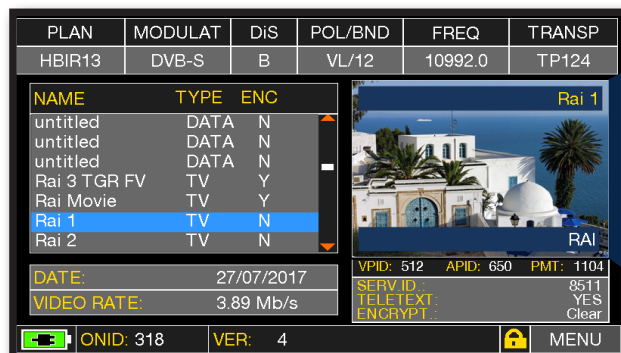 PLAN MODULAT DiS POL/BND FREQ TRANSP
HBIR13 DVB-S B VL/12 10992.0 TP124
NAME TYPE ENC
untitled DATA N
untitled DATA N
untitled DATA N
Rai 3 TGR FV TV Y
Rai Movie TV Y
Rai 1 TV N
Rai 2 TV N
Rai 1
RAI
DATE: 27/07/2017
VIDEO RATE: 3.89 Mb/s
VPID: 512 APID: 650 PMT: 1104
SERV.ID.: 8511
TELETEXT: YES
ENCRYPT.: Clear
ONID: 318 VER: 4 MENU